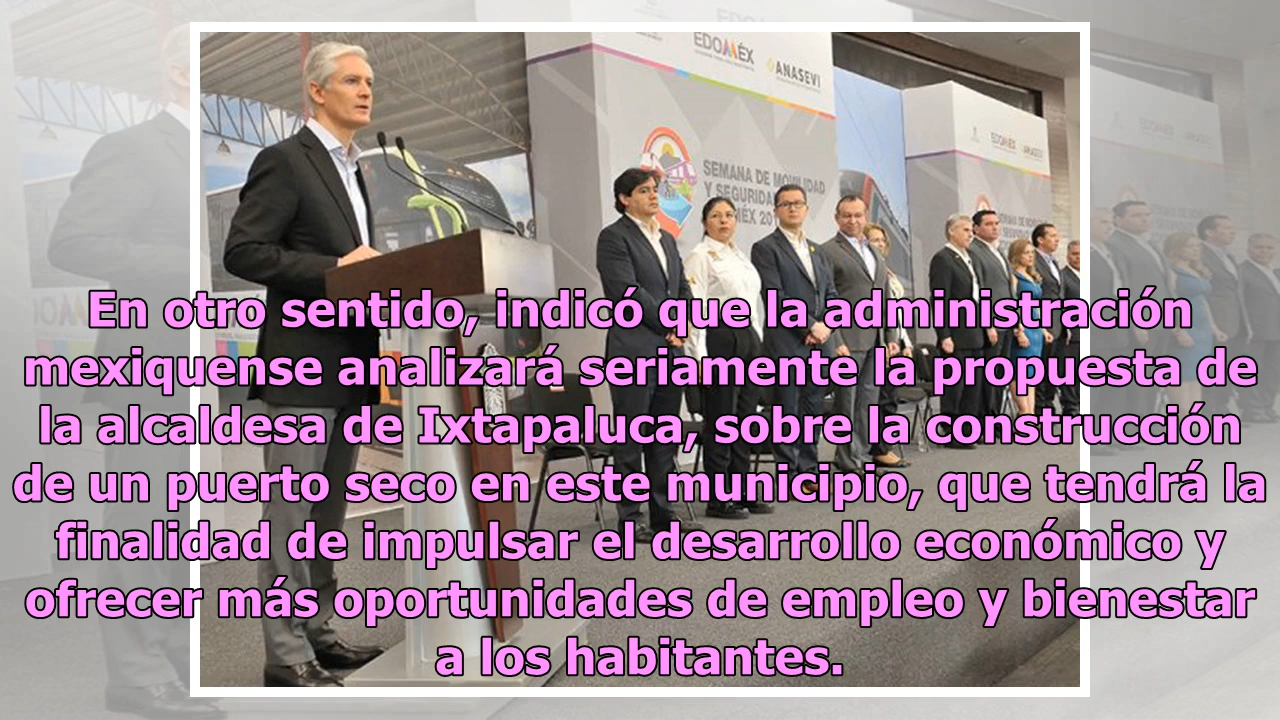 EDOMÉX
ANASEVI
SEMANA DE MOVILIDAD
Y SEGURIDAD
EDOMEX
En otro sentido, indicó que la administración
mexiquense analizará seriamente la propuesta de
la alcaldesa de Ixtapaluca, sobre la construcción
de un puerto seco en este municipio, que tendrá la
finalidad de impulsar el desarrollo económico y
ofrecer más oportunidades de empleo y bienestar
a los habitantes.